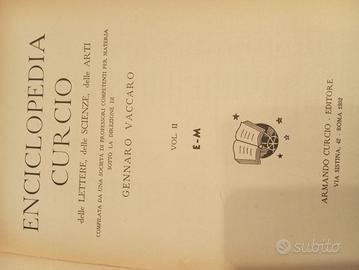 ENCICLOPEDIA
CURCIO
delle LETTERE, delle SCIENZE, delle ARTI
COMPILATA DA UNA SOCIETÀ DI PROFESSORI COMPETENTI PER MATERIA
SOTTO LA DIREZIONE DI
GENNARO VACCARO
VOL. II
E-M
ARMANDO CURCIO - EDITORE
VIA SISTINA, 42 - ROMA 1952
subito.it